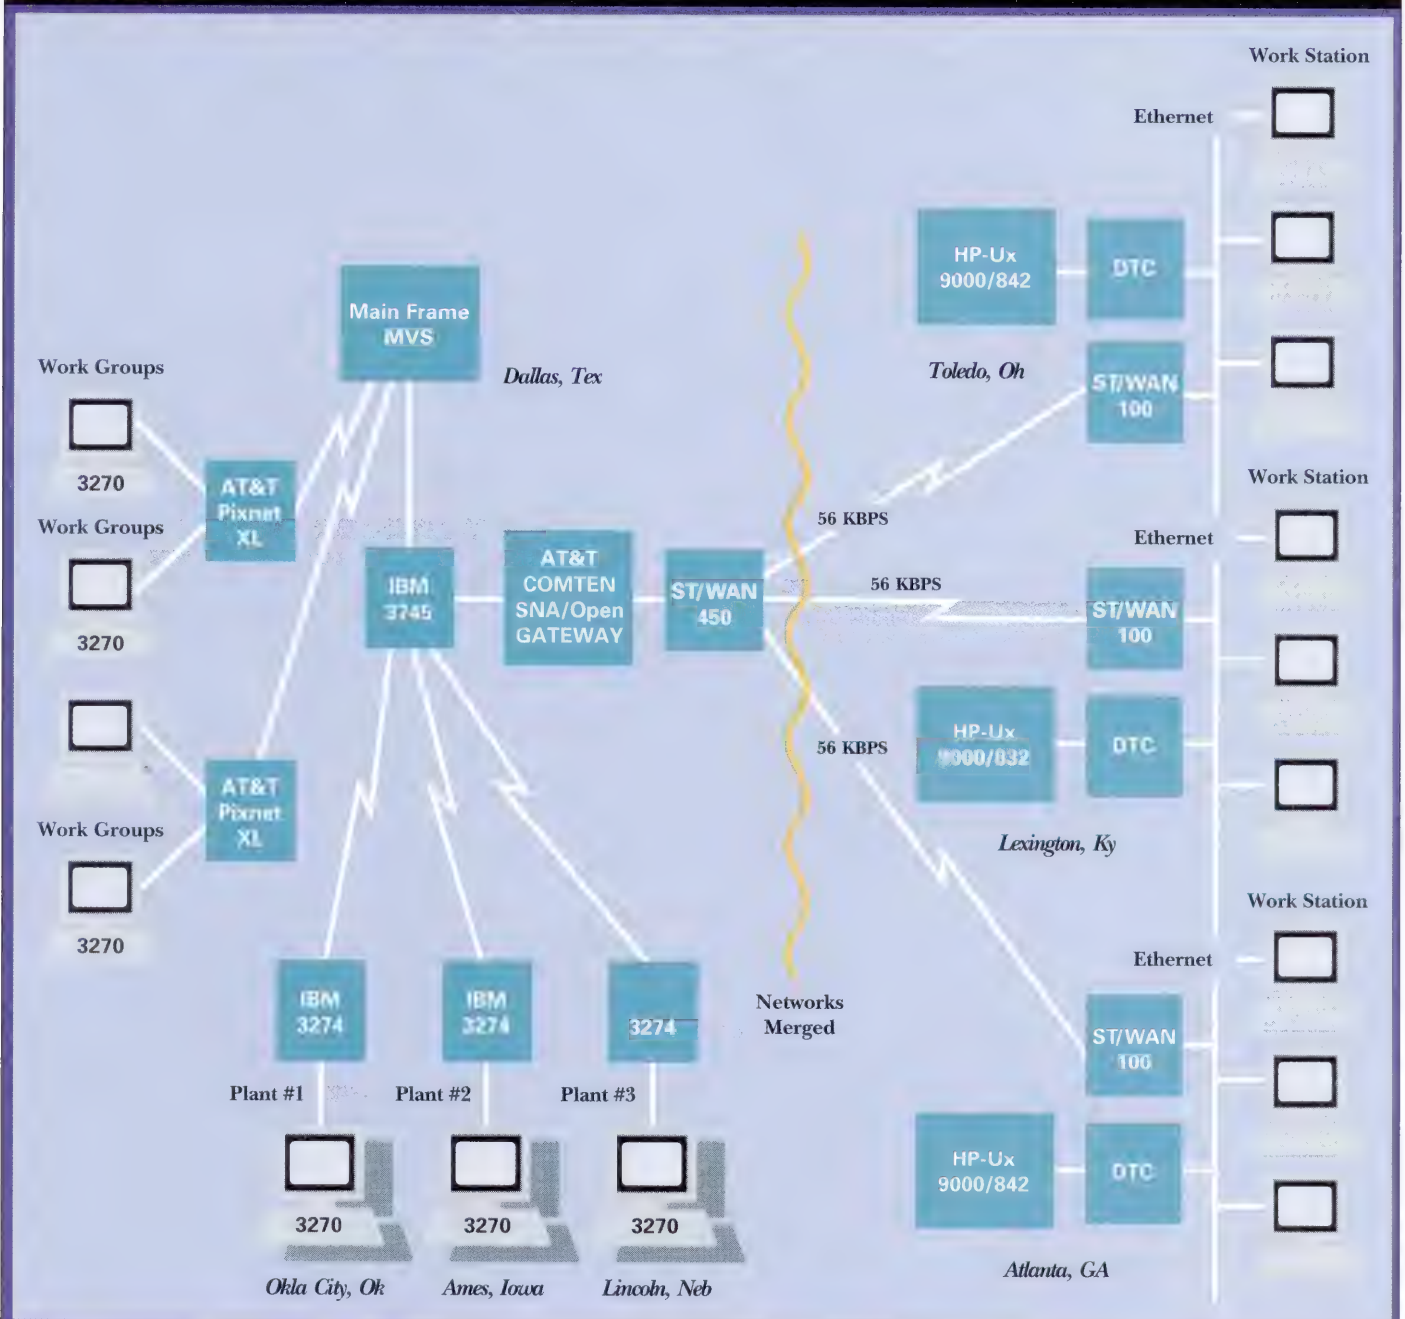 Work Station
Ethernet
HP-Ux
9000/842
DTC
Main Frame
MVS
Toledo, Oh
Dallas, Tex
ST/WAN
100
Work Groups
3270
AT&T
Pixnet
XL
Work Groups
3270
56 KBPS
Work Station
Ethernet
IBM
3745
AT&T
COMTEN
SNA/Open
GATEWAY
ST/WAN
450
56 KBPS
ST/WAN
100
56 KBPS
HP-Ux
9000/832
DTC
Lexington, Ky
AT&T
Pixnet
XL
Work Groups
3270
Work Station
Ethernet
IBM
3274
IBM
3274
3274
Networks
Merged
ST/WAN
100
Plant #1
Plant #2
Plant #3
HP-Ux
9000/842
DTC
3270
3270
3270
Atlanta, GA
Okla City, Ok
Ames, Iowa
Lincoln, Neb